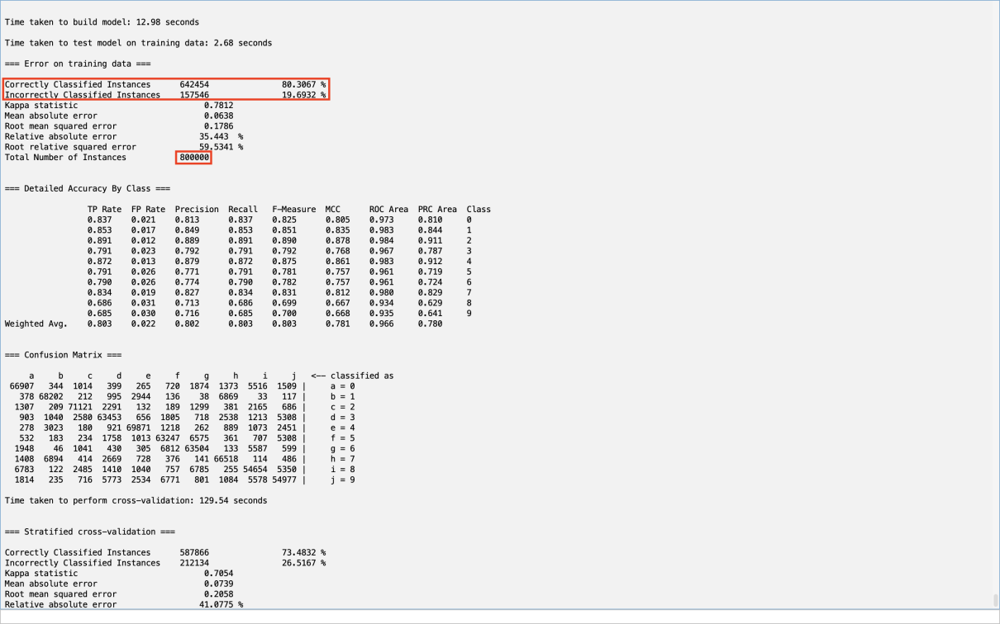 Time taken to build model: 12.98 seconds
Time taken to test model on training data: 2.68 seconds
=== Error on training data ===
Correctly Classified Instances 642454 80.3067 %
Incorrectly Classified Instances 157546 19.6932 %
Kappa statistic 0.7812
Mean absolute error 0.0638
Root mean squared error 0.1786
Relative absolute error 35.443 %
Root relative squared error 59.5341 %
Total Number of Instances 800000
=== Detailed Accuracy By Class ===
TP Rate FP Rate Precision Recall F-Measure MCC ROC Area PRC Area Class
0.837 0.021 0.813 0.837 0.825 0.805 0.973 0.810 0
0.853 0.017 0.849 0.853 0.851 0.835 0.983 0.844 1
0.891 0.012 0.889 0.891 0.890 0.878 0.984 0.911 2
0.791 0.023 0.792 0.791 0.792 0.768 0.967 0.787 3
0.872 0.013 0.879 0.872 0.875 0.861 0.983 0.912 4
0.791 0.026 0.771 0.791 0.781 0.757 0.961 0.719 5
0.790 0.026 0.774 0.790 0.782 0.757 0.961 0.724 6
0.834 0.019 0.827 0.834 0.831 0.812 0.980 0.829 7
0.686 0.031 0.713 0.686 0.699 0.667 0.934 0.629 8
0.685 0.030 0.716 0.685 0.700 0.668 0.935 0.641 9
Weighted Avg. 0.803 0.022 0.802 0.803 0.803 0.781 0.966 0.780
=== Confusion Matrix ===
a b c d e f g h i j <-- classified as
66907 344 1014 399 265 720 1874 1373 5516 1509 | a = 0
378 68202 212 995 2944 136 38 6869 33 117 | b = 1
1307 209 71121 2291 132 189 1299 381 2165 686 | c = 2
903 1040 2580 63453 656 1805 718 2538 1213 5308 | d = 3
278 3023 180 921 69871 1218 262 889 1073 2451 | e = 4
532 183 234 1758 1013 63247 6575 361 707 5308 | f = 5
1948 46 1041 430 305 6812 63504 133 5587 599 | g = 6
1408 6894 414 2669 728 376 141 66518 114 486 | h = 7
6783 122 2485 1410 1040 757 6785 255 54654 5350 | i = 8
1814 235 716 5773 2534 6771 801 1084 5578 54977 | j = 9
Time taken to perform cross-validation: 129.54 seconds
=== Stratified cross-validation ===
Correctly Classified Instances 587866 73.4832 %
Incorrectly Classified Instances 212134 26.5167 %
Kappa statistic 0.7054
Mean absolute error 0.0739
Root mean squared error 0.2058
Relative absolute error 41.0775 %